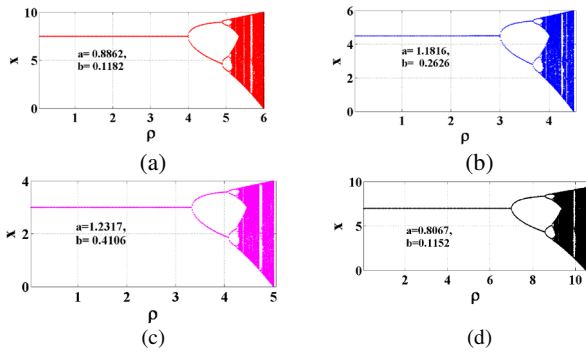 10
5
0
x
a= 0.8862,
b= 0.1182
1 2 3 4 5 6
ρ
(a)
6
4
2
0
x
a= 1.1816,
b= 0.2626
1 2 3 4
ρ
(b)
4
2
0
x
a=1.2317,
b= 0.4106
1 2 3 4 5
ρ
(c)
10
5
0
x
a=0.8067,
b=0.1152
2 4 6 8 10
ρ
(d)